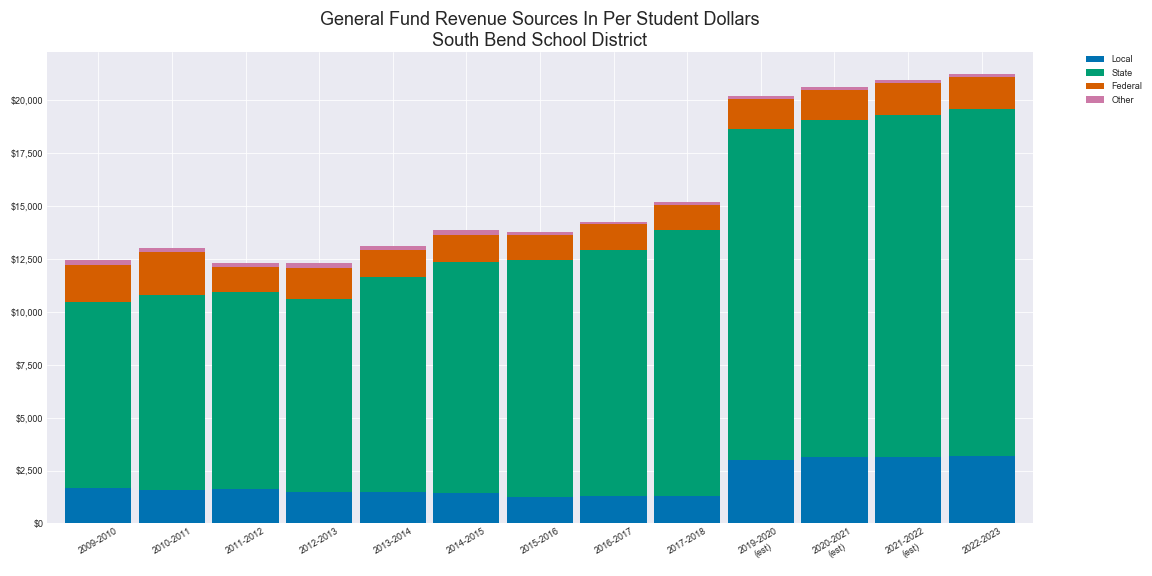 General Fund Revenue Sources In Per Student Dollars
South Bend School District
Local
State
Federal
Other
$20,000
$17,500
$15,000
$12,500
$10,000
$7,500
$5,000
$2,500
$0
2009-2010
2010-2011
2011-2012
2012-2013
2013-2014
2014-2015
2015-2016
2016-2017
2017-2018
2019-2020
(est)
2020-2021
(est)
2021-2022
(est)
2022-2023